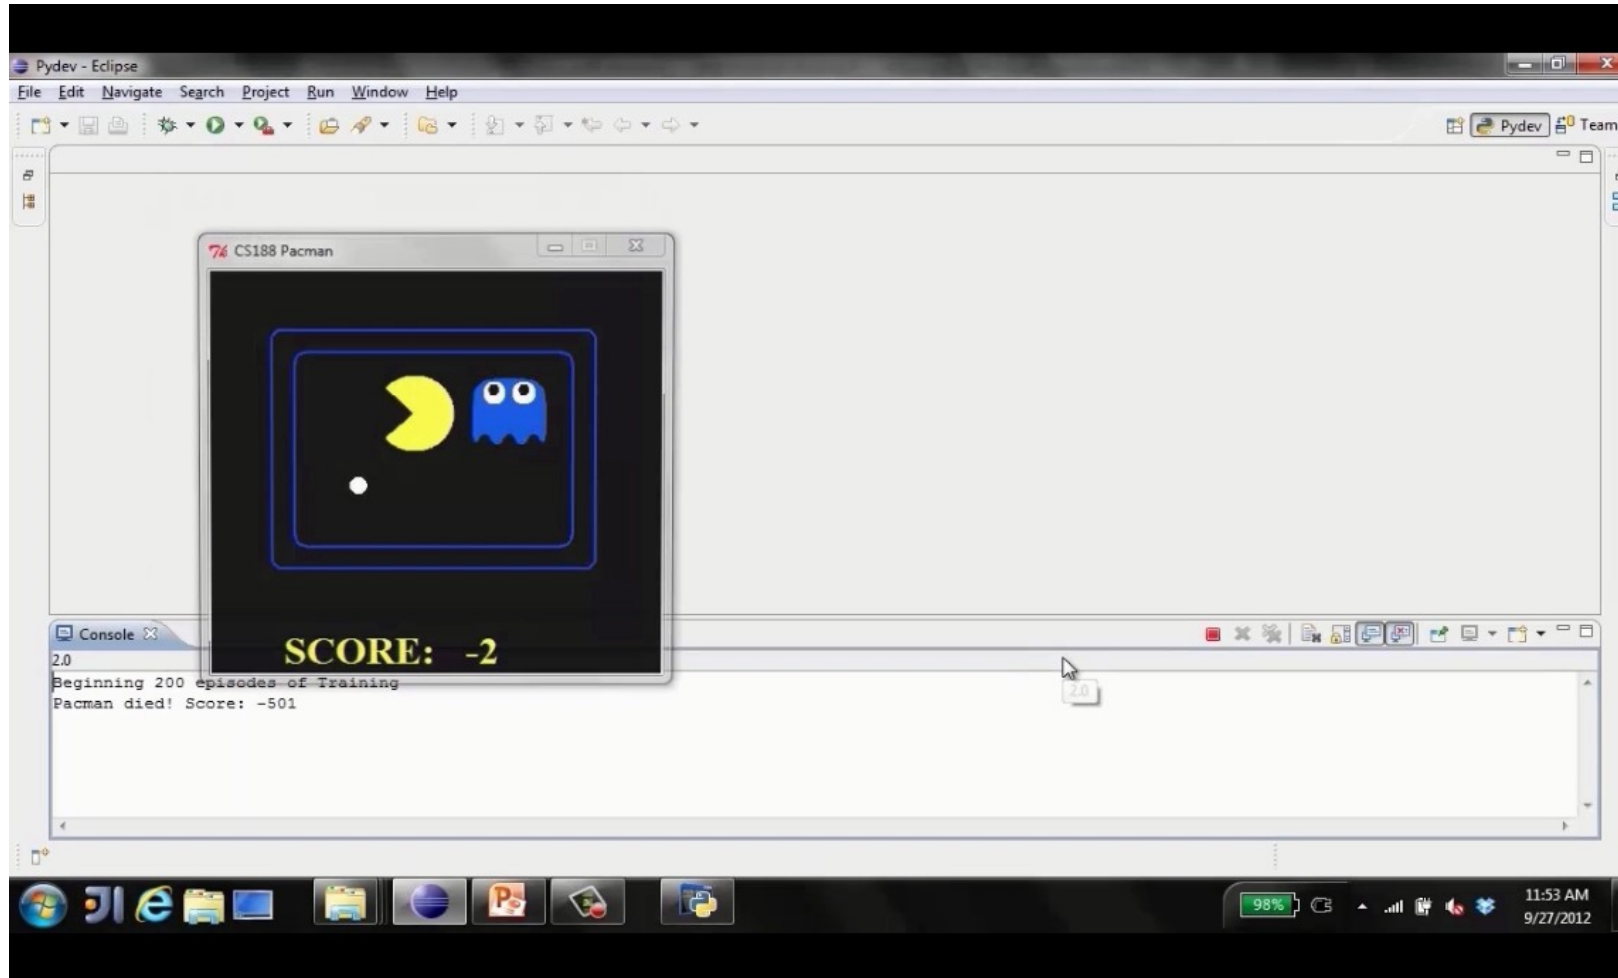 Pydev - Eclipse
File Edit Navigate Search Project Run Window Help
Pydev Team
CS188 Pacman
SCORE: -2
Console
2.0
Beginning 200 episodes of Training
Pacman died! Score: -501
2.0
98%
11:53 AM
9/27/2012